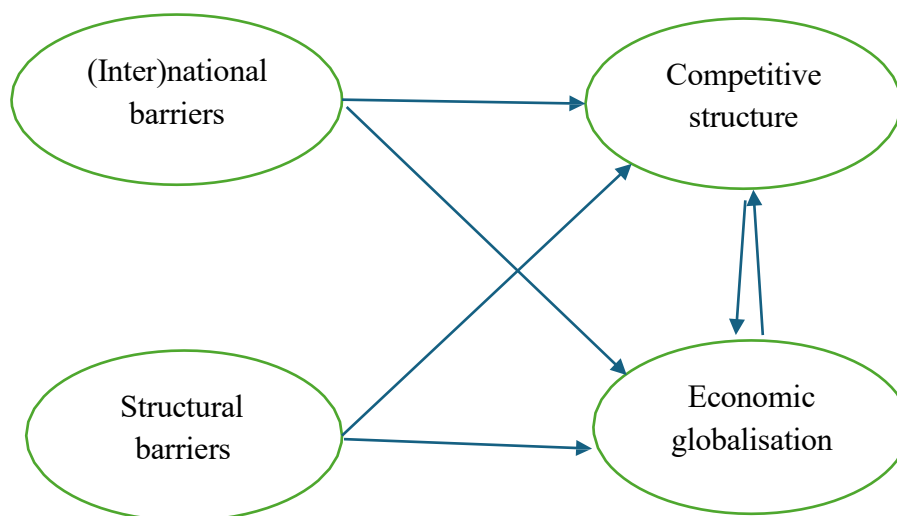 (Inter)national
barriers
Competitive
structure
Structural
barriers
Economic
globalisation